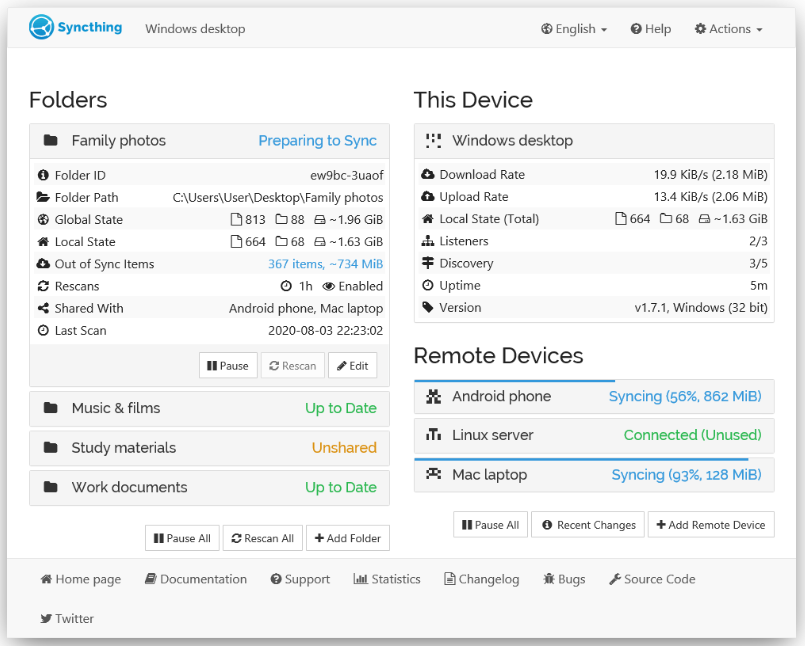 Syncthing Windows desktop English Help Actions
Folders
Family photos Preparing to Sync
Folder ID ew9bc-3uaof
Folder Path C:\Users\User\Desktop\Family photos
Global State 813 88 ~1.96 GiB
Local State 664 68 ~1.63 GiB
Out of Sync Items 367 items, ~734 MiB
Rescans 1h Enabled
Shared With Android phone, Mac laptop
Last Scan 2020-08-03 22:23:02
Pause Rescan Edit
Music & films Up to Date
Study materials Unshared
Work documents Up to Date
Pause All Rescan All Add Folder
This Device
Windows desktop
Download Rate 19.9 KiB/s (2.18 MiB)
Upload Rate 13.4 KiB/s (2.06 MiB)
Local State (Total) 664 68 ~1.63 GiB
Listeners 2/3
Discovery 3/5
Uptime 5m
Version v1.7.1, Windows (32 bit)
Remote Devices
Android phone Syncing (56%, 862 MiB)
Linux server Connected (Unused)
Mac laptop Syncing (93%, 128 MiB)
Pause All Recent Changes Add Remote Device
Home page Documentation Support Statistics Changelog Bugs Source Code
Twitter